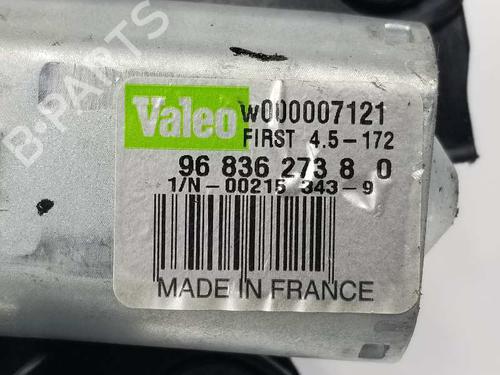 B-PARTS
Valeo w000007121
FIRST 4.5-172
96 836 273 8 0
1/N-00215 343-9
MADE IN FRANCE